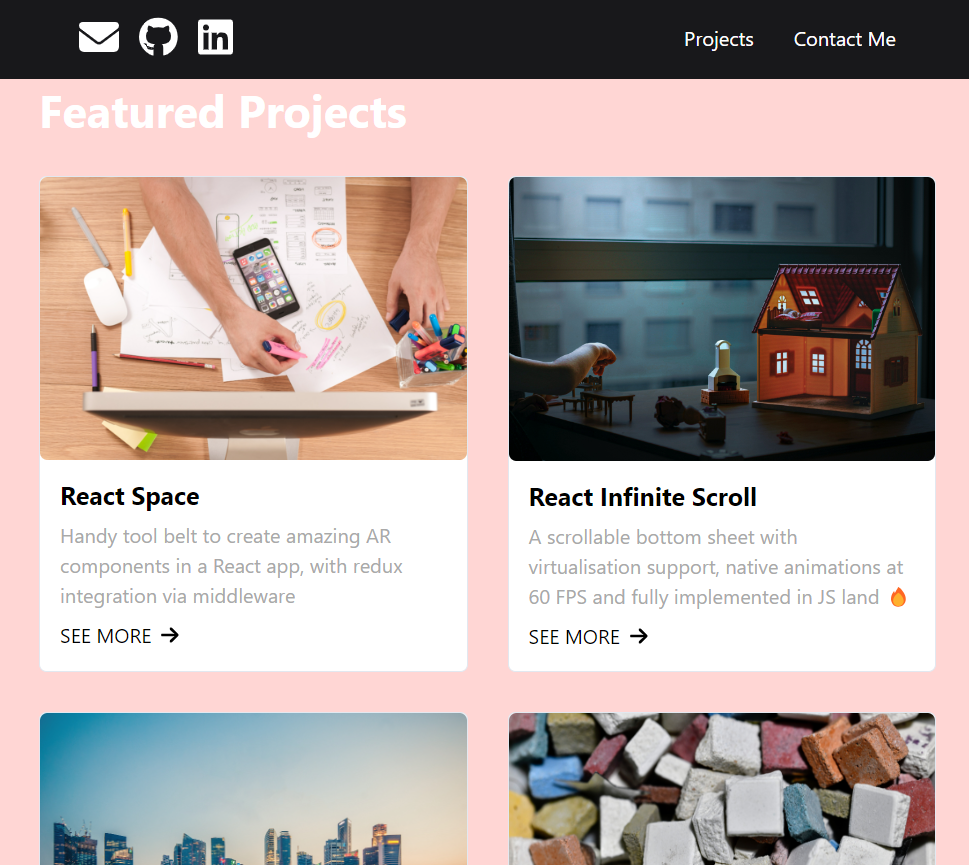 Projects Contact Me
Featured Projects
React Space
Handy tool belt to create amazing AR
components in a React app, with redux
integration via middleware
SEE MORE
React Infinite Scroll
A scrollable bottom sheet with
virtualisation support, native animations at
60 FPS and fully implemented in JS land 🔥
SEE MORE